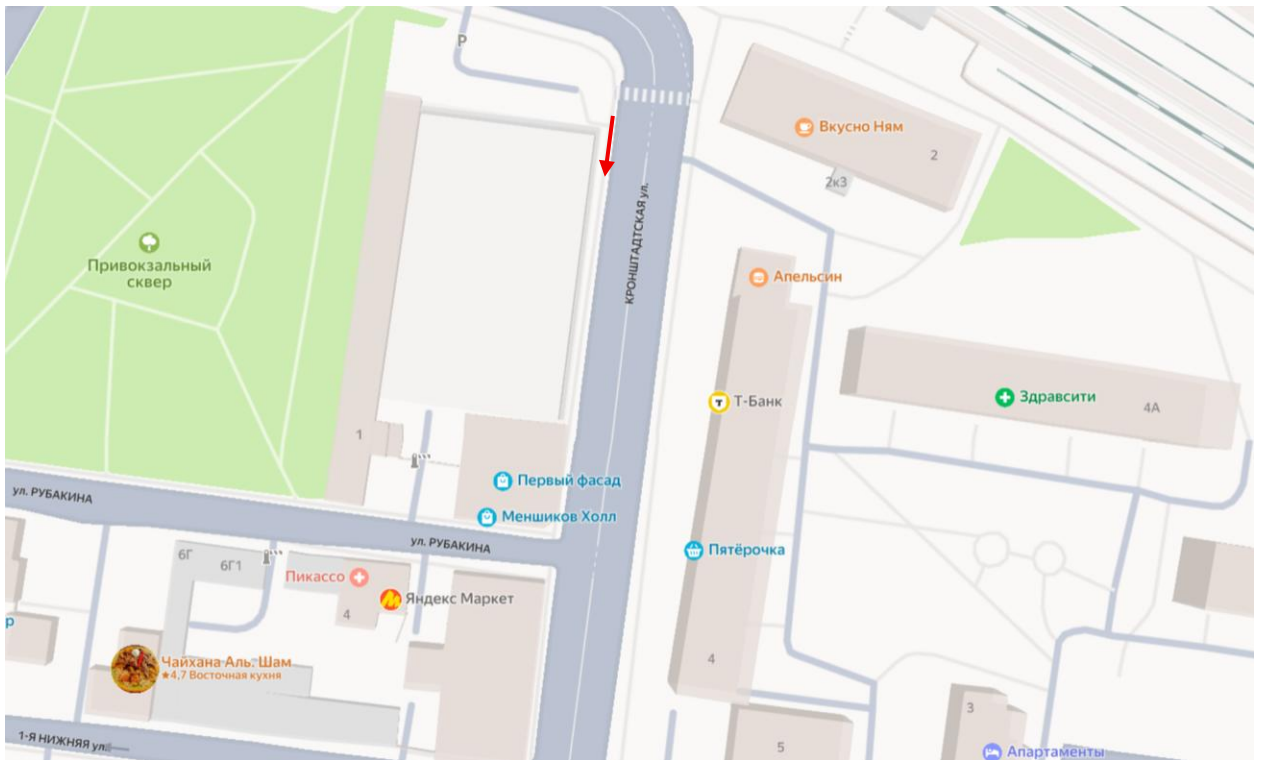 P
Вкусно Ням
2
2к3
КРОНШТАДТСКАЯ ул.
Привокзальный
сквер
Апельсин
Т
Т-Банк
Здравсити
4А
1
Первый фасад
ул. РУБАКИНА
Меншиков Холл
ул. РУБАКИНА
6Г
6Г1
Пятёрочка
Пикассо
Яндекс Маркет
4
р
Чайхана Аль. Шам
★4,7 Восточная кухня
4
3
1-Я НИЖНЯЯ ул.
5
Апартаменты